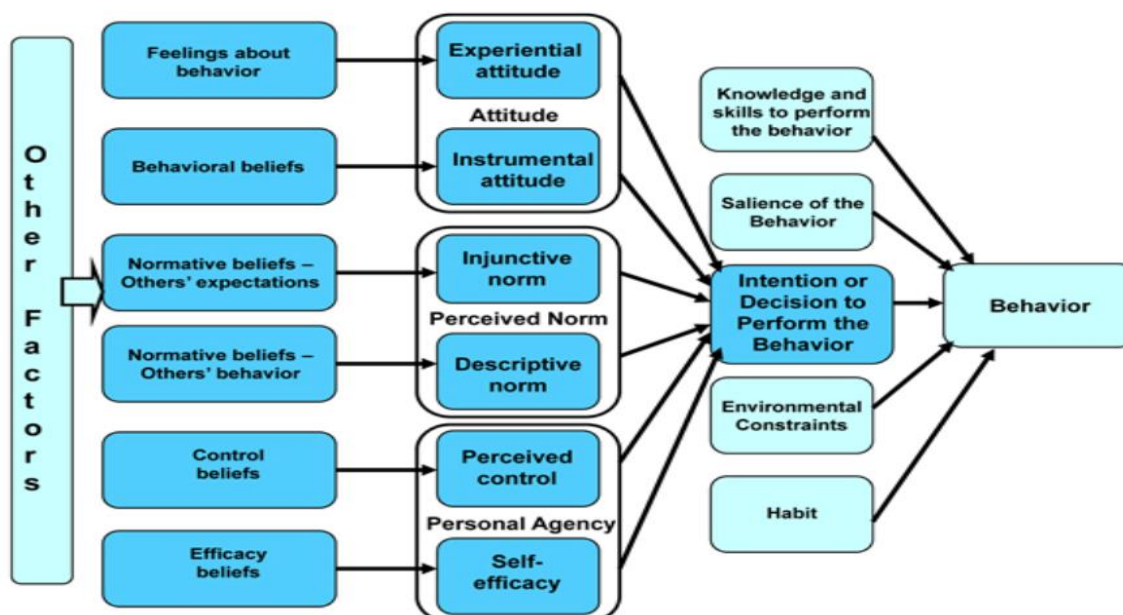 Other Factors
Feelings about
behavior
Behavioral beliefs
Normative beliefs –
Others' expectations
Normative beliefs –
Others' behavior
Control
beliefs
Efficacy
beliefs
Experiential
attitude
Attitude
Instrumental
attitude
Injunctive
norm
Perceived Norm
Descriptive
norm
Perceived
control
Personal Agency
Self-
efficacy
Knowledge and
skills to perform
the behavior
Salience of the
Behavior
Intention or
Decision to
Perform the
Behavior
Environmental
Constraints
Habit
Behavior